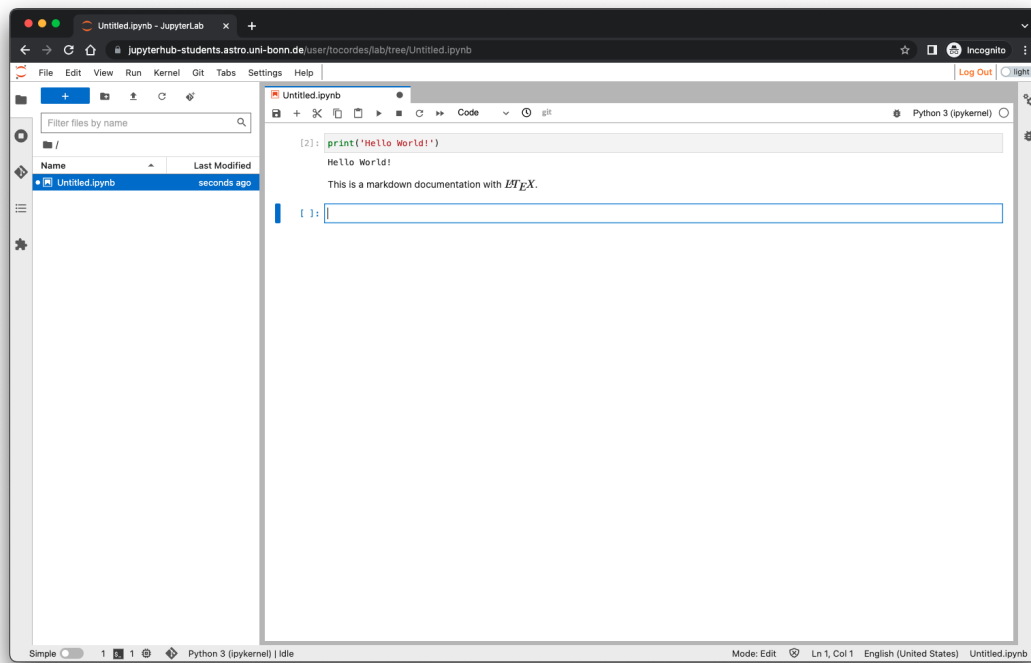 Untitled.ipynb - JupyterLab
jupyterhub-students.astro.uni-bonn.de/user/tocordes/lab/tree/Untitled.ipynb
Incognito
File Edit View Run Kernel Git Tabs Settings Help
Log Out light
Untitled.ipynb
Code git Python 3 (ipykernel)
Filter files by name
/
Name Last Modified
Untitled.ipynb seconds ago
[2]: print('Hello World!')
Hello World!
This is a markdown documentation with LATEX.
[ ]:
Simple 1 1 Python 3 (ipykernel) | Idle
Mode: Edit Ln 1, Col 1 English (United States) Untitled.ipynb